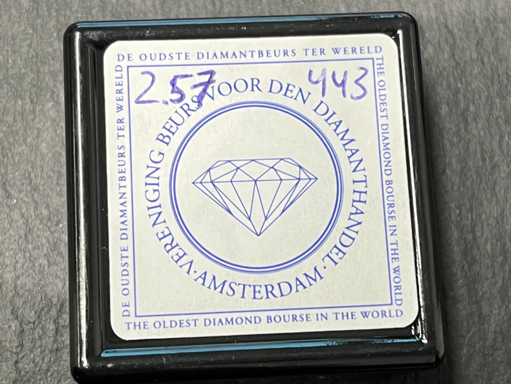 DE OUDSTE DIAMANTBEURS TER WERELD
2.57 443
VERENIGING BEURS VOOR DEN DIAMANTHANDEL
· AMSTERDAM ·
DE OUDSTE DIAMANTBEURS TER WERELD
THE OLDEST DIAMOND BOURSE IN THE WORLD
THE OLDEST DIAMOND BOURSE IN THE WORLD